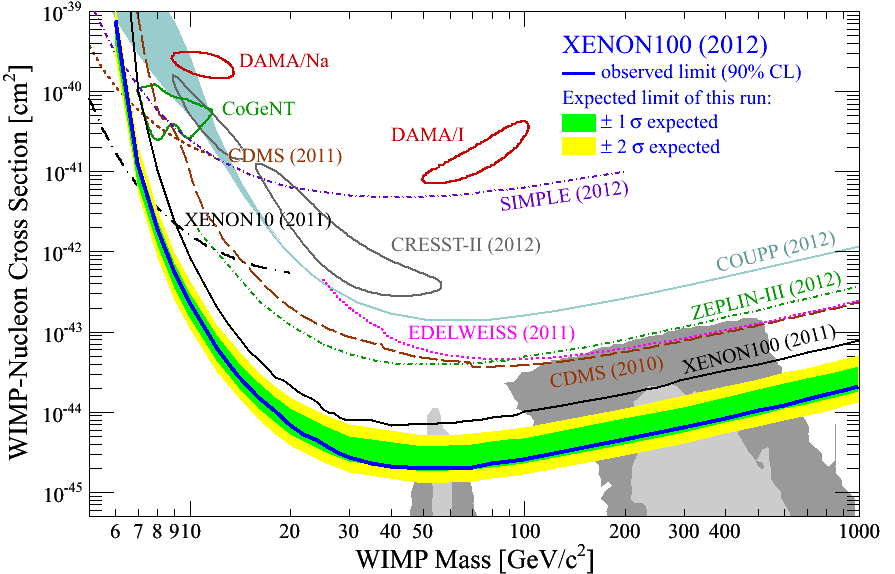 WIMP-Nucleon Cross Section [cm²]
10⁻³⁹
10⁻⁴⁰
10⁻⁴¹
10⁻⁴²
10⁻⁴³
10⁻⁴⁴
10⁻⁴⁵
XENON100 (2012)
observed limit (90% CL)
Expected limit of this run:
± 1 σ expected
± 2 σ expected
DAMA/Na
CoGeNT
DAMA/I
CDMS (2011)
SIMPLE (2012)
XENON10 (2011)
CRESST-II (2012)
COUPP (2012)
ZEPLIN-III (2012)
EDELWEISS (2011)
XENON100 (2011)
CDMS (2010)
6 7 8 9 10 20 30 40 50 100 200 300 400 1000
WIMP Mass [GeV/c²]